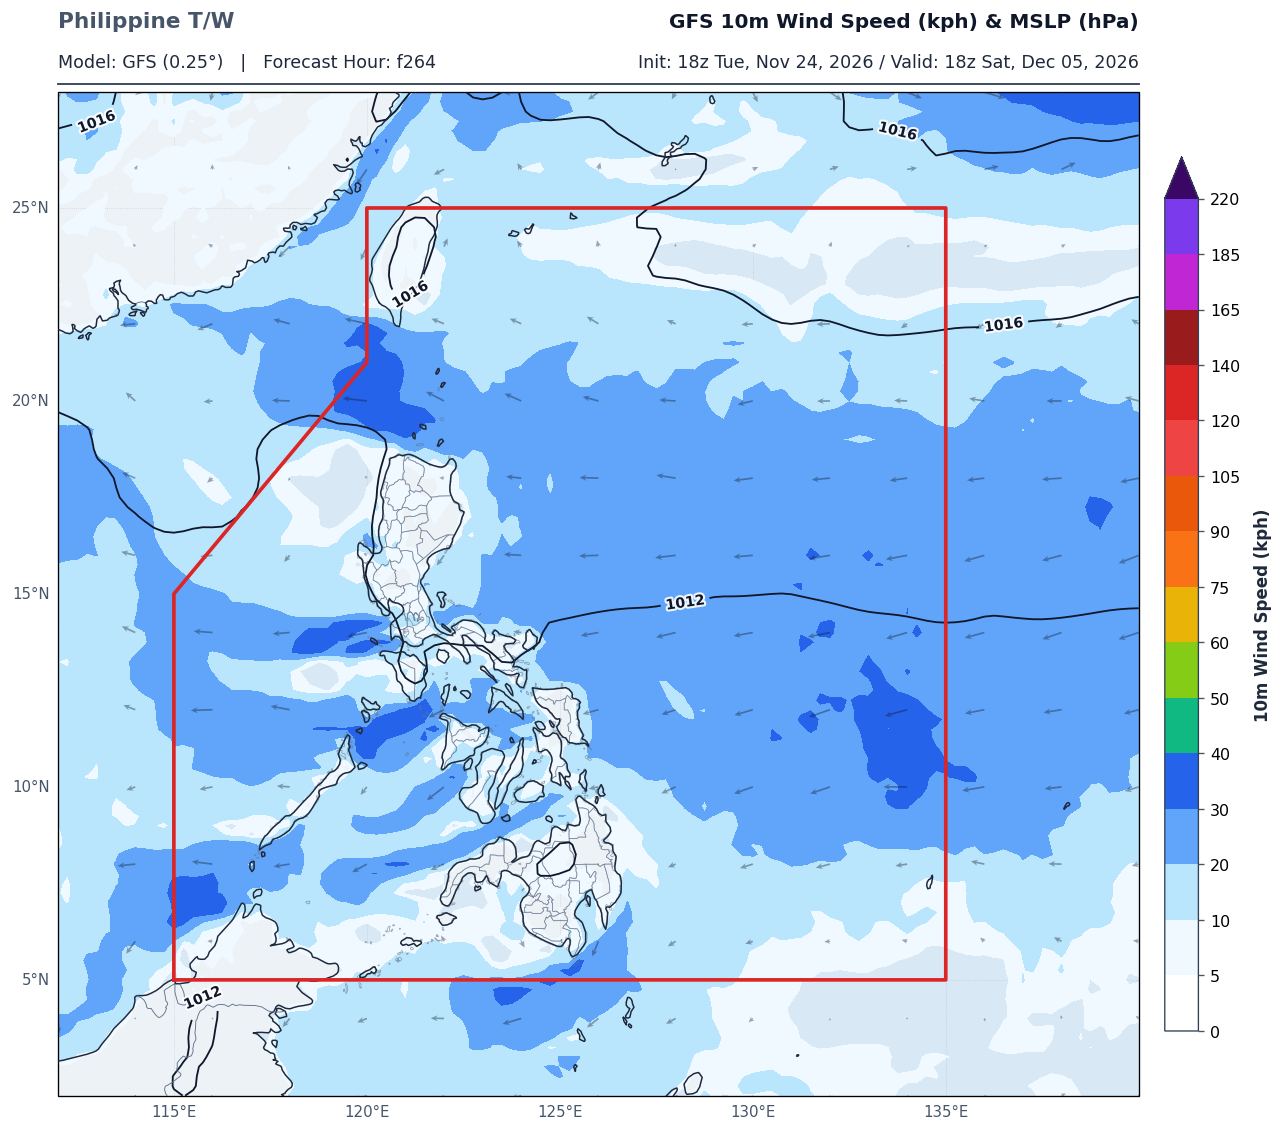 Philippine T/W
GFS 10m Wind Speed (kph) & MSLP (hPa)
Model: GFS (0.25°) | Forecast Hour: f264
Init: 18z Tue, Nov 24, 2026 / Valid: 18z Sat, Dec 05, 2026
1016
1016
1016
1016
1012
1012
25°N
20°N
15°N
10°N
5°N
115°E
120°E
125°E
130°E
135°E
220
185
165
140
120
105
90
75
60
50
40
30
20
10
5
0
10m Wind Speed (kph)